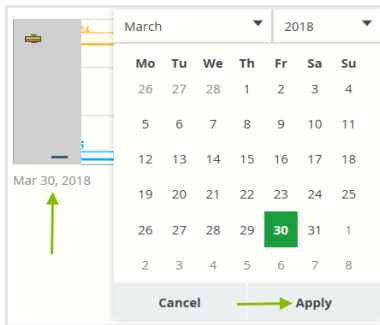 March 2018
Mo Tu We Th Fr Sa Su
26 27 28 1 2 3 4
5 6 7 8 9 10 11
12 13 14 15 16 17 18
19 20 21 22 23 24 25
26 27 28 29 30 31 1
2 3 4 5 6 7 8
Cancel Apply
Mar 30, 2018